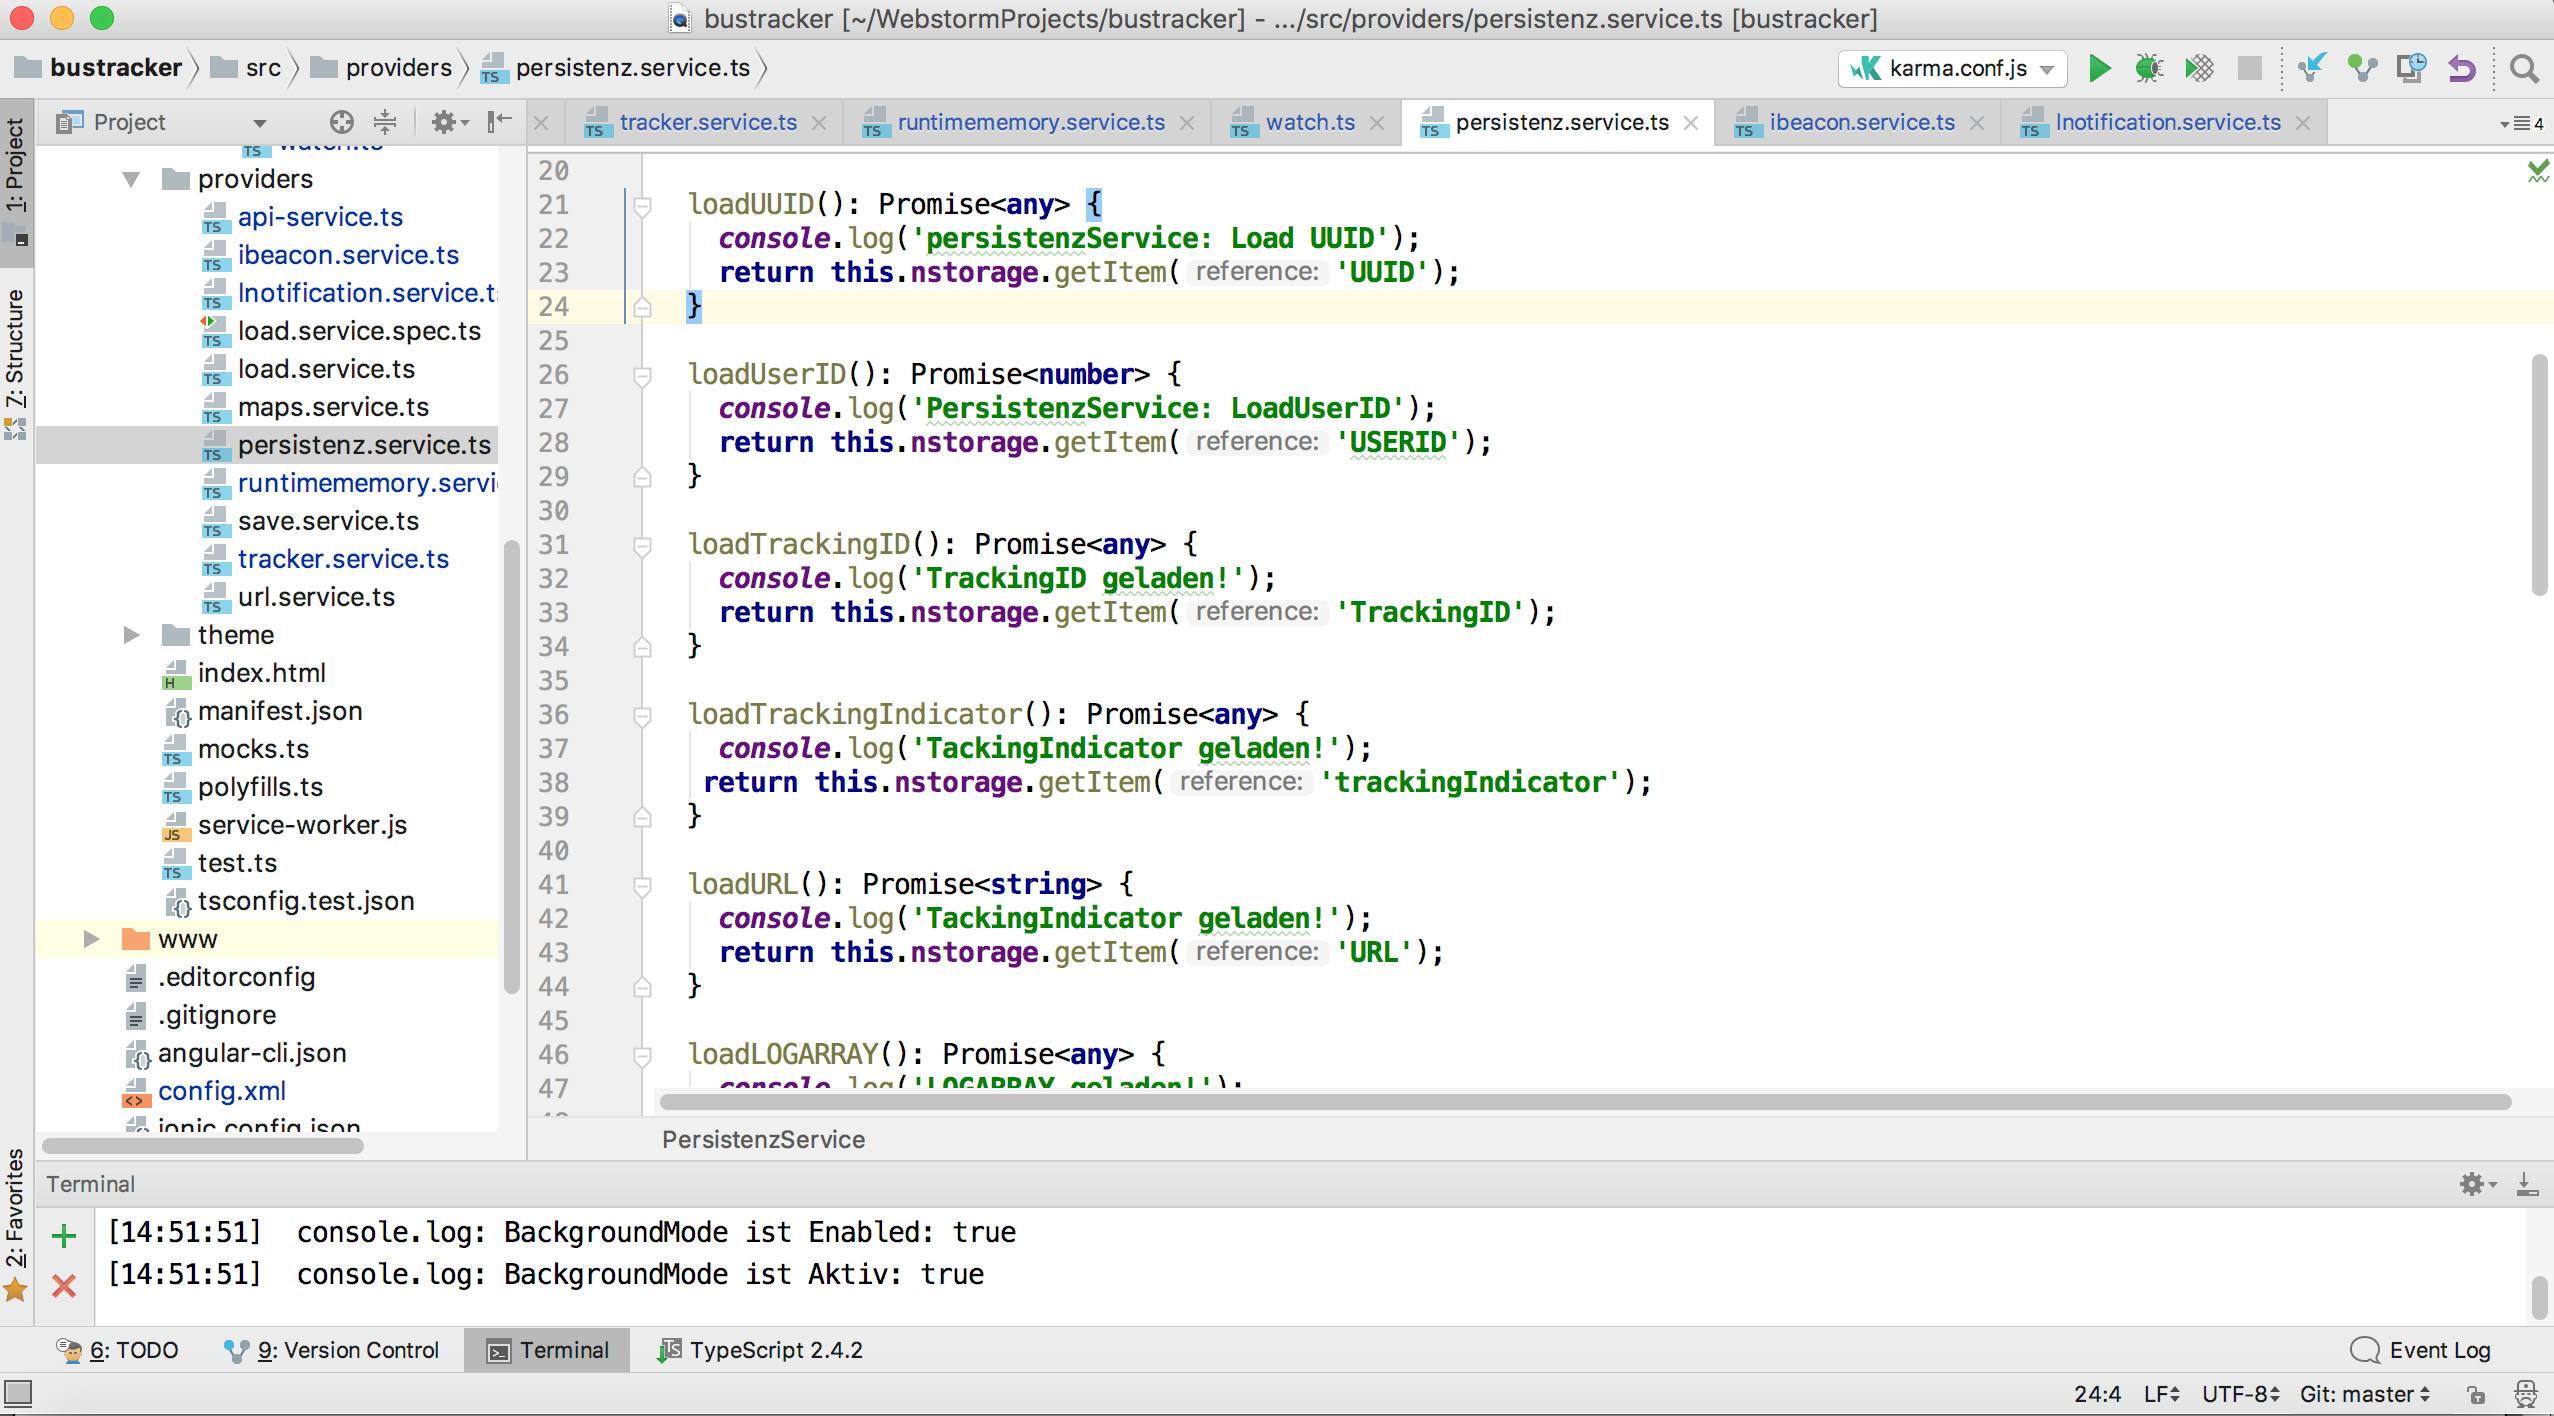 bustracker [~/WebstormProjects/bustracker] - .../src/providers/persistenz.service.ts [bustracker]
bustracker src providers persistenz.service.ts karma.conf.js
Project tracker.service.ts runtimememory.service.ts watch.ts persistenz.service.ts ibeacon.service.ts lnotification.service.ts 4
1: Project
7: Structure
2: Favorites
watch.ts
providers
api-service.ts
ibeacon.service.ts
lnotification.service.t
load.service.spec.ts
load.service.ts
maps.service.ts
persistenz.service.ts
runtimememory.servi
save.service.ts
tracker.service.ts
url.service.ts
theme
index.html
manifest.json
mocks.ts
polyfills.ts
service-worker.js
test.ts
tsconfig.test.json
www
.editorconfig
.gitignore
angular-cli.json
config.xml
ionic.config.json
20
21 loadUUID(): Promise<any> {
22 console.log('persistenzService: Load UUID');
23 return this.nstorage.getItem( reference: 'UUID');
24 }
25
26 loadUserID(): Promise<number> {
27 console.log('PersistenzService: LoadUserID');
28 return this.nstorage.getItem( reference: 'USERID');
29 }
30
31 loadTrackingID(): Promise<any> {
32 console.log('TrackingID geladen!');
33 return this.nstorage.getItem( reference: 'TrackingID');
34 }
35
36 loadTrackingIndicator(): Promise<any> {
37 console.log('TackingIndicator geladen!');
38 return this.nstorage.getItem( reference: 'trackingIndicator');
39 }
40
41 loadURL(): Promise<string> {
42 console.log('TackingIndicator geladen!');
43 return this.nstorage.getItem( reference: 'URL');
44 }
45
46 loadLOGARRAY(): Promise<any> {
47 console.log('LOGARRAY geladen!');
PersistenzService
Terminal
[14:51:51] console.log: BackgroundMode ist Enabled: true
[14:51:51] console.log: BackgroundMode ist Aktiv: true
6: TODO 9: Version Control Terminal TypeScript 2.4.2 Event Log
24:4 LF UTF-8 Git: master